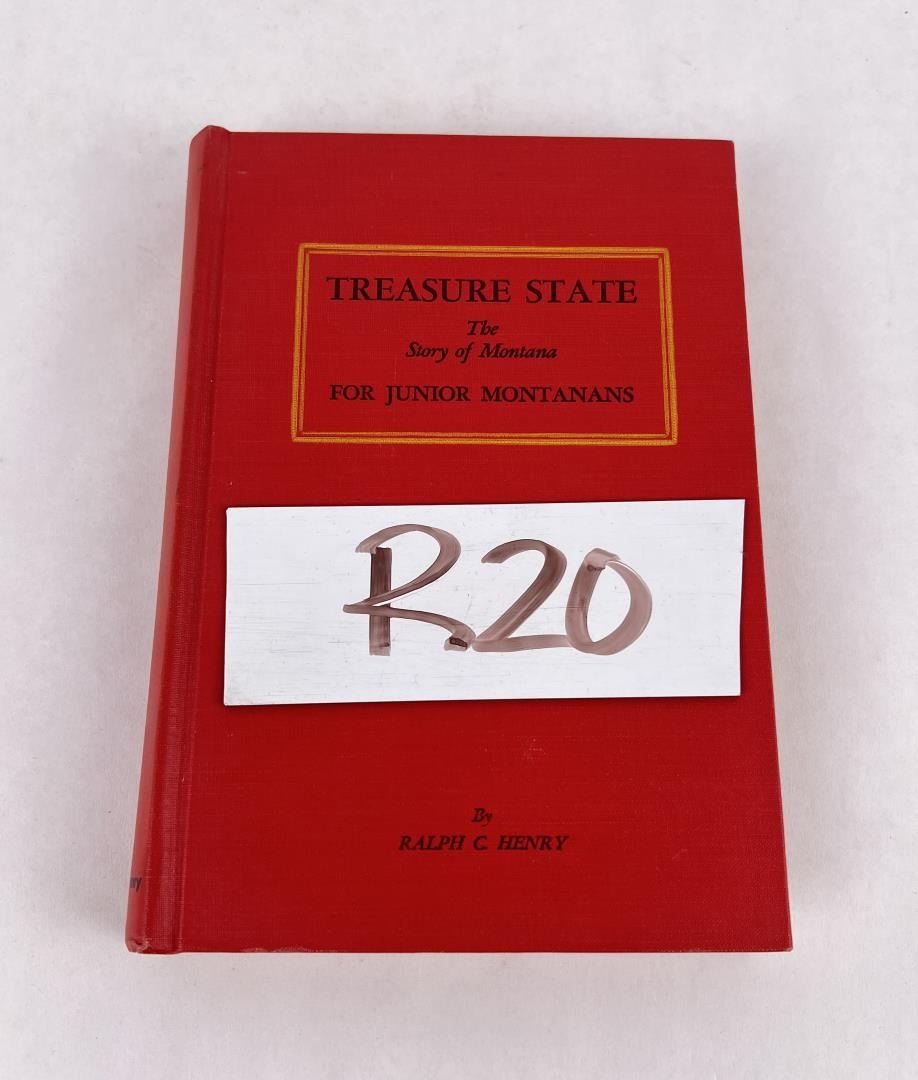 TREASURE STATE
The
Story of Montana
FOR JUNIOR MONTANANS
R20
By
RALPH C. HENRY